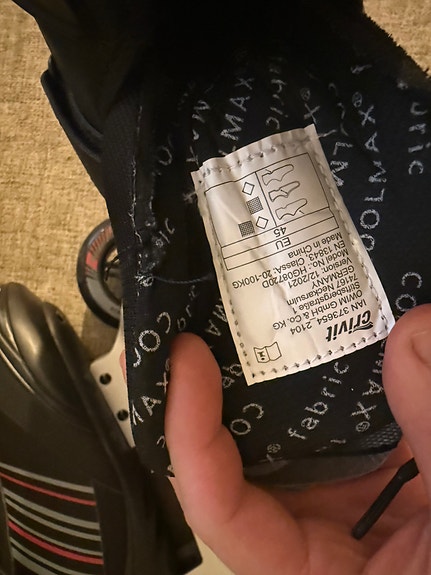 crivit
IAN 373654_2104
OWIM GmbH & Co.KG
Stiftsbergstraße 1
74167 Neckarsulm
GERMANY
Version: 12/2021
Model No.: HG08720D
EN 13843, ClassA: 20-100KG
Made in China
EU
45
COOLMAX®
fabric